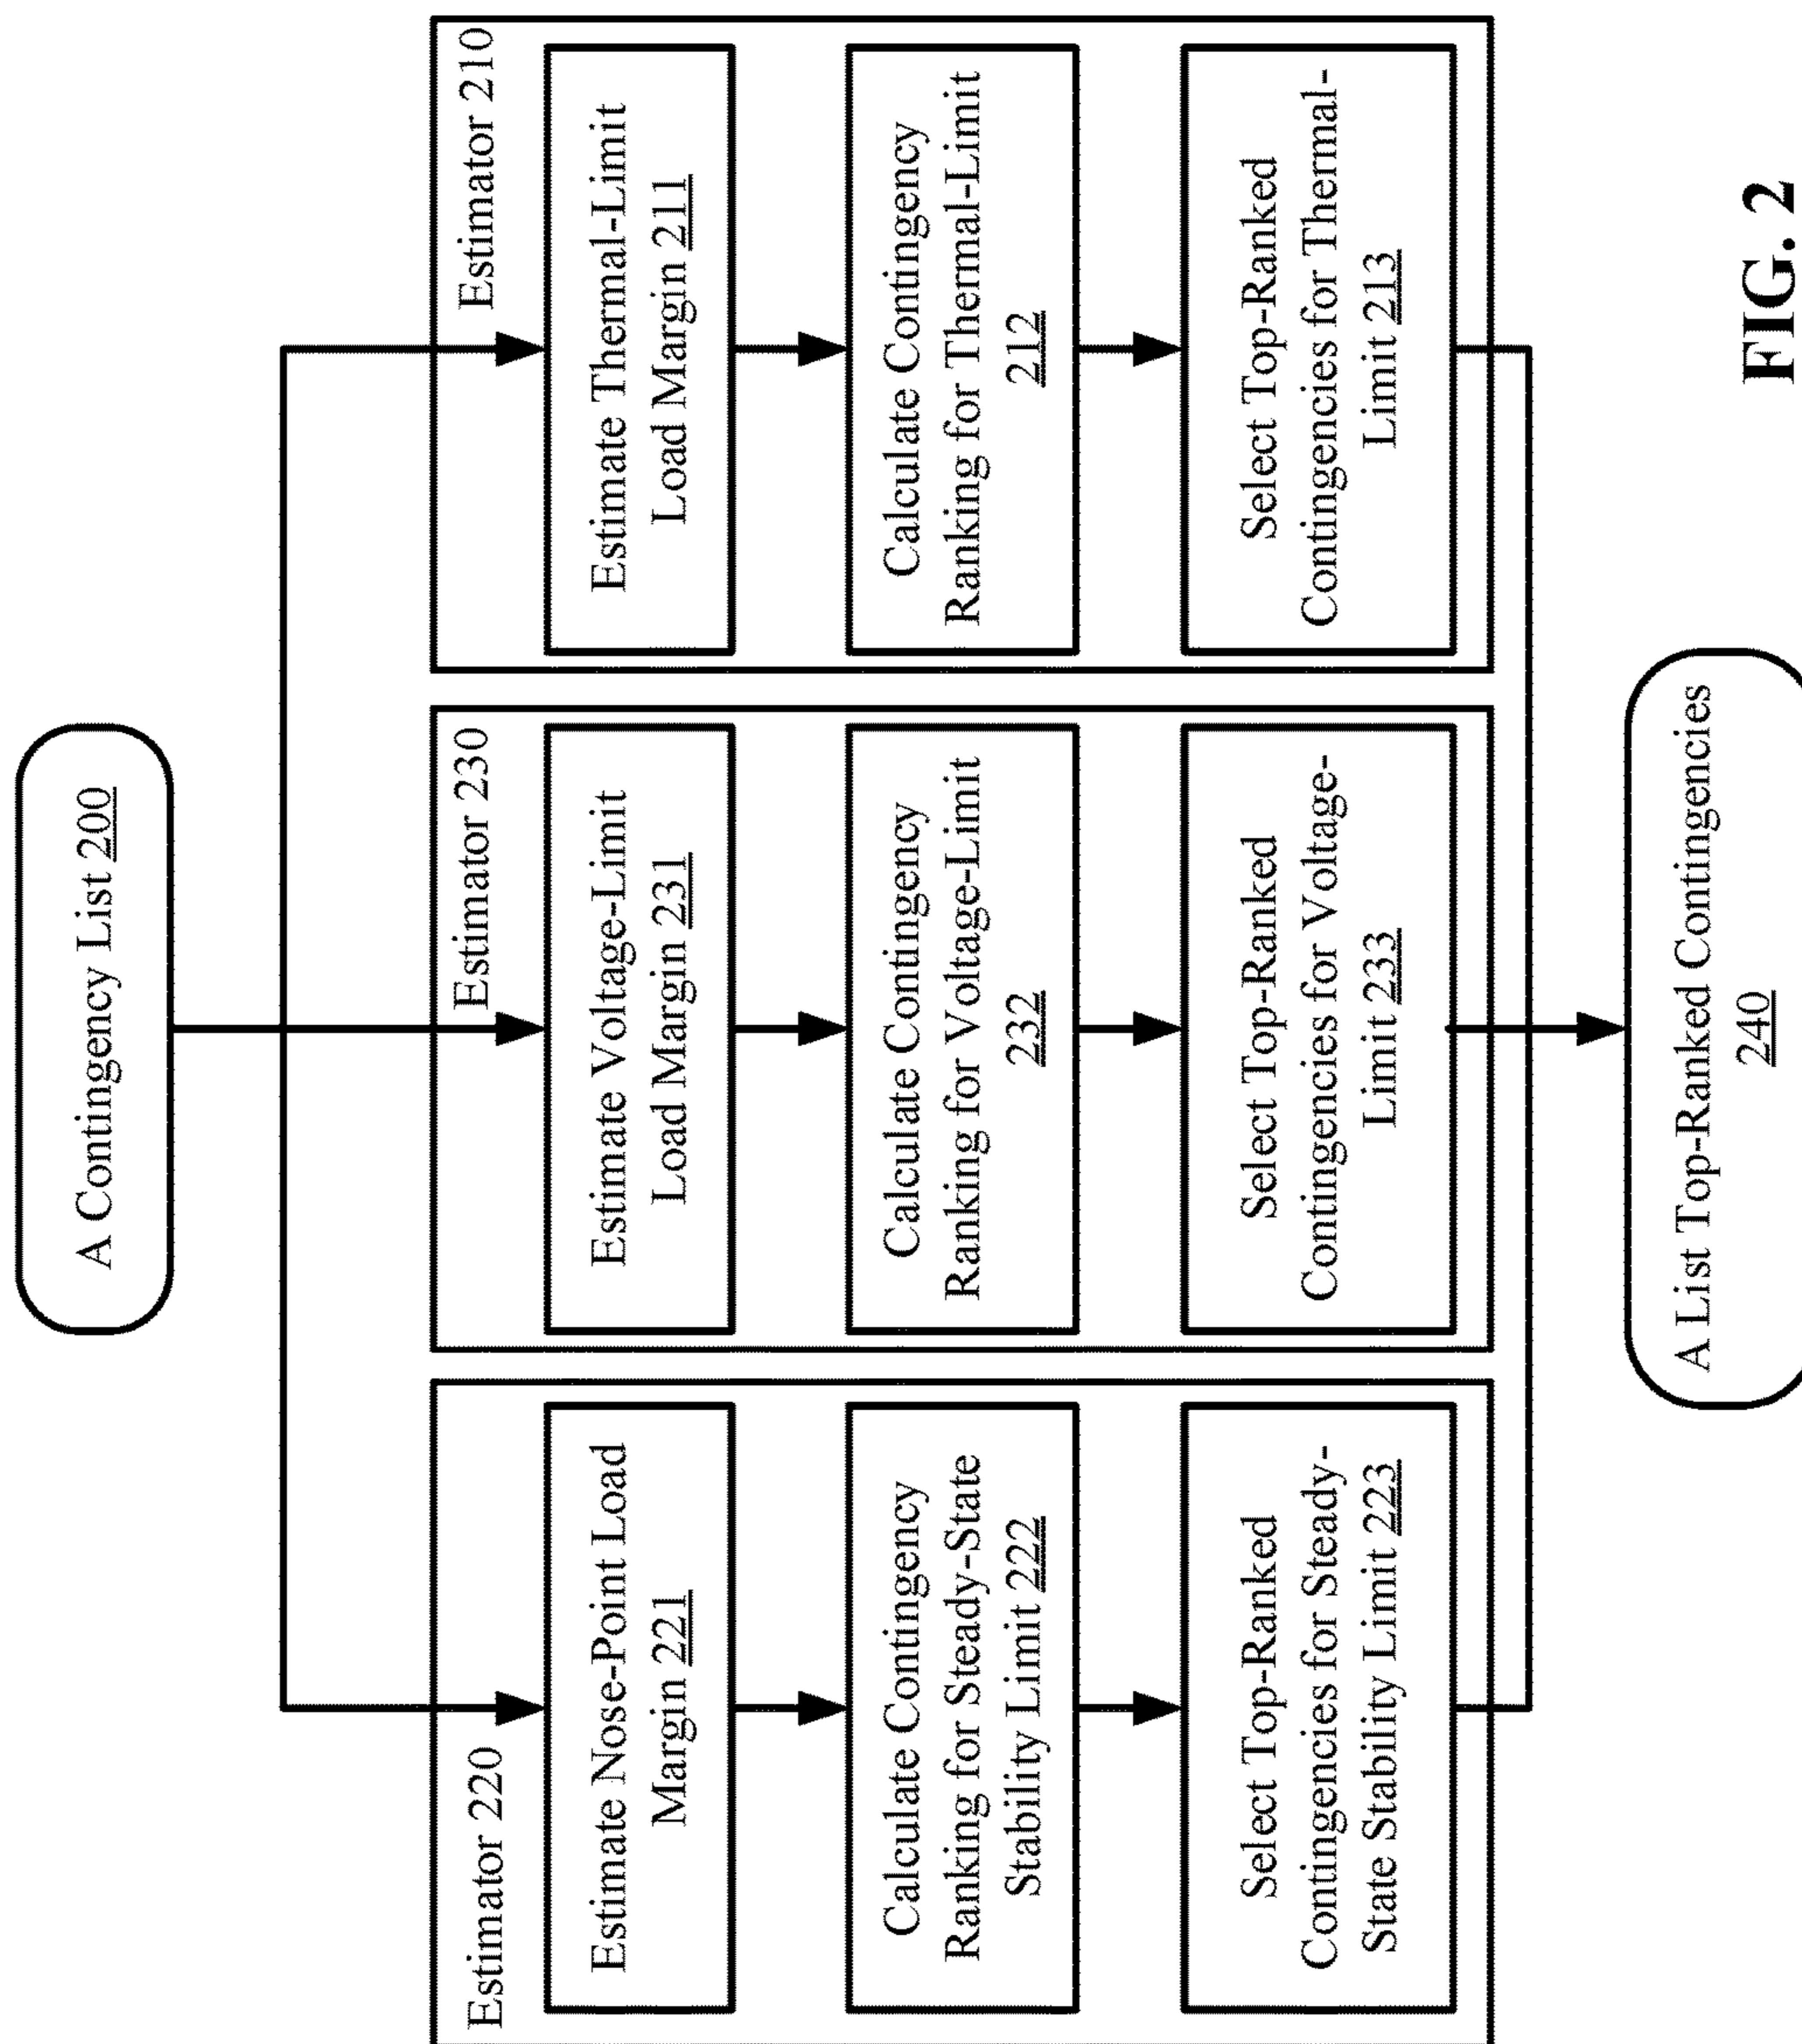 A Contingency List 200
Estimator 220
Estimate Nose-Point Load
Margin 221
Calculate Contingency
Ranking for Steady-State
Stability Limit 222
Select Top-Ranked
Contingencies for Steady-
State Stability Limit 223
Estimator 230
Estimate Voltage-Limit
Load Margin 231
Calculate Contingency
Ranking for Voltage-Limit
232
Select Top-Ranked
Contingencies for Voltage-
Limit 233
Estimator 210
Estimate Thermal-Limit
Load Margin 211
Calculate Contingency
Ranking for Thermal-Limit
212
Select Top-Ranked
Contingencies for Thermal-
Limit 213
A List Top-Ranked Contingencies
240
FIG. 2